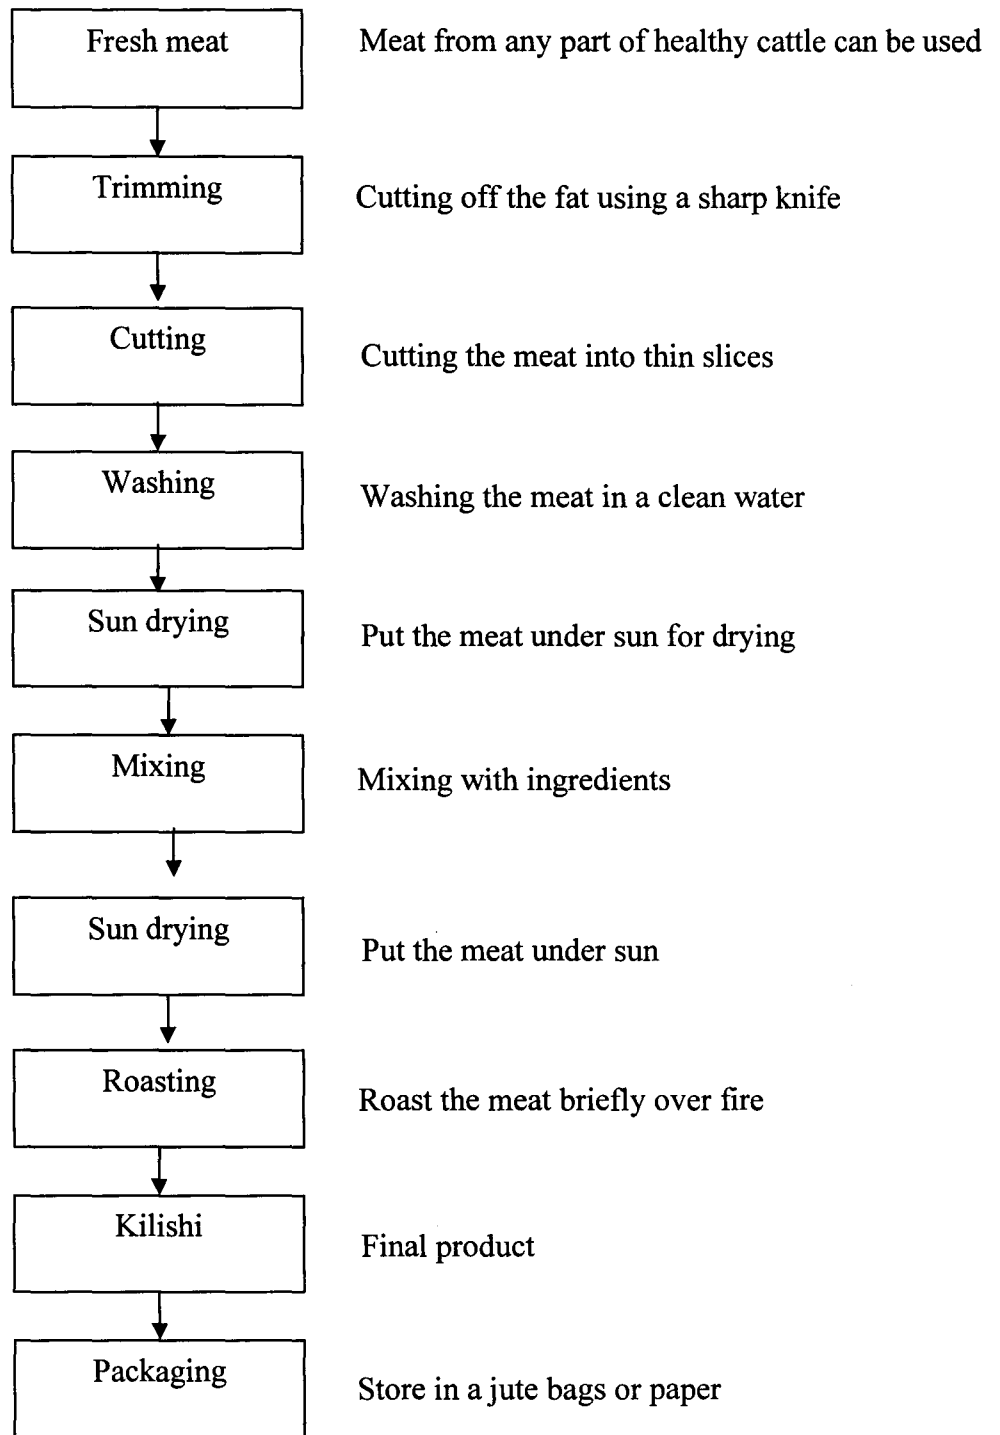 Fresh meat
Meat from any part of healthy cattle can be used
Trimming
Cutting off the fat using a sharp knife
Cutting
Cutting the meat into thin slices
Washing
Washing the meat in a clean water
Sun drying
Put the meat under sun for drying
Mixing
Mixing with ingredients
Sun drying
Put the meat under sun
Roasting
Roast the meat briefly over fire
Kilishi
Final product
Packaging
Store in a jute bags or paper